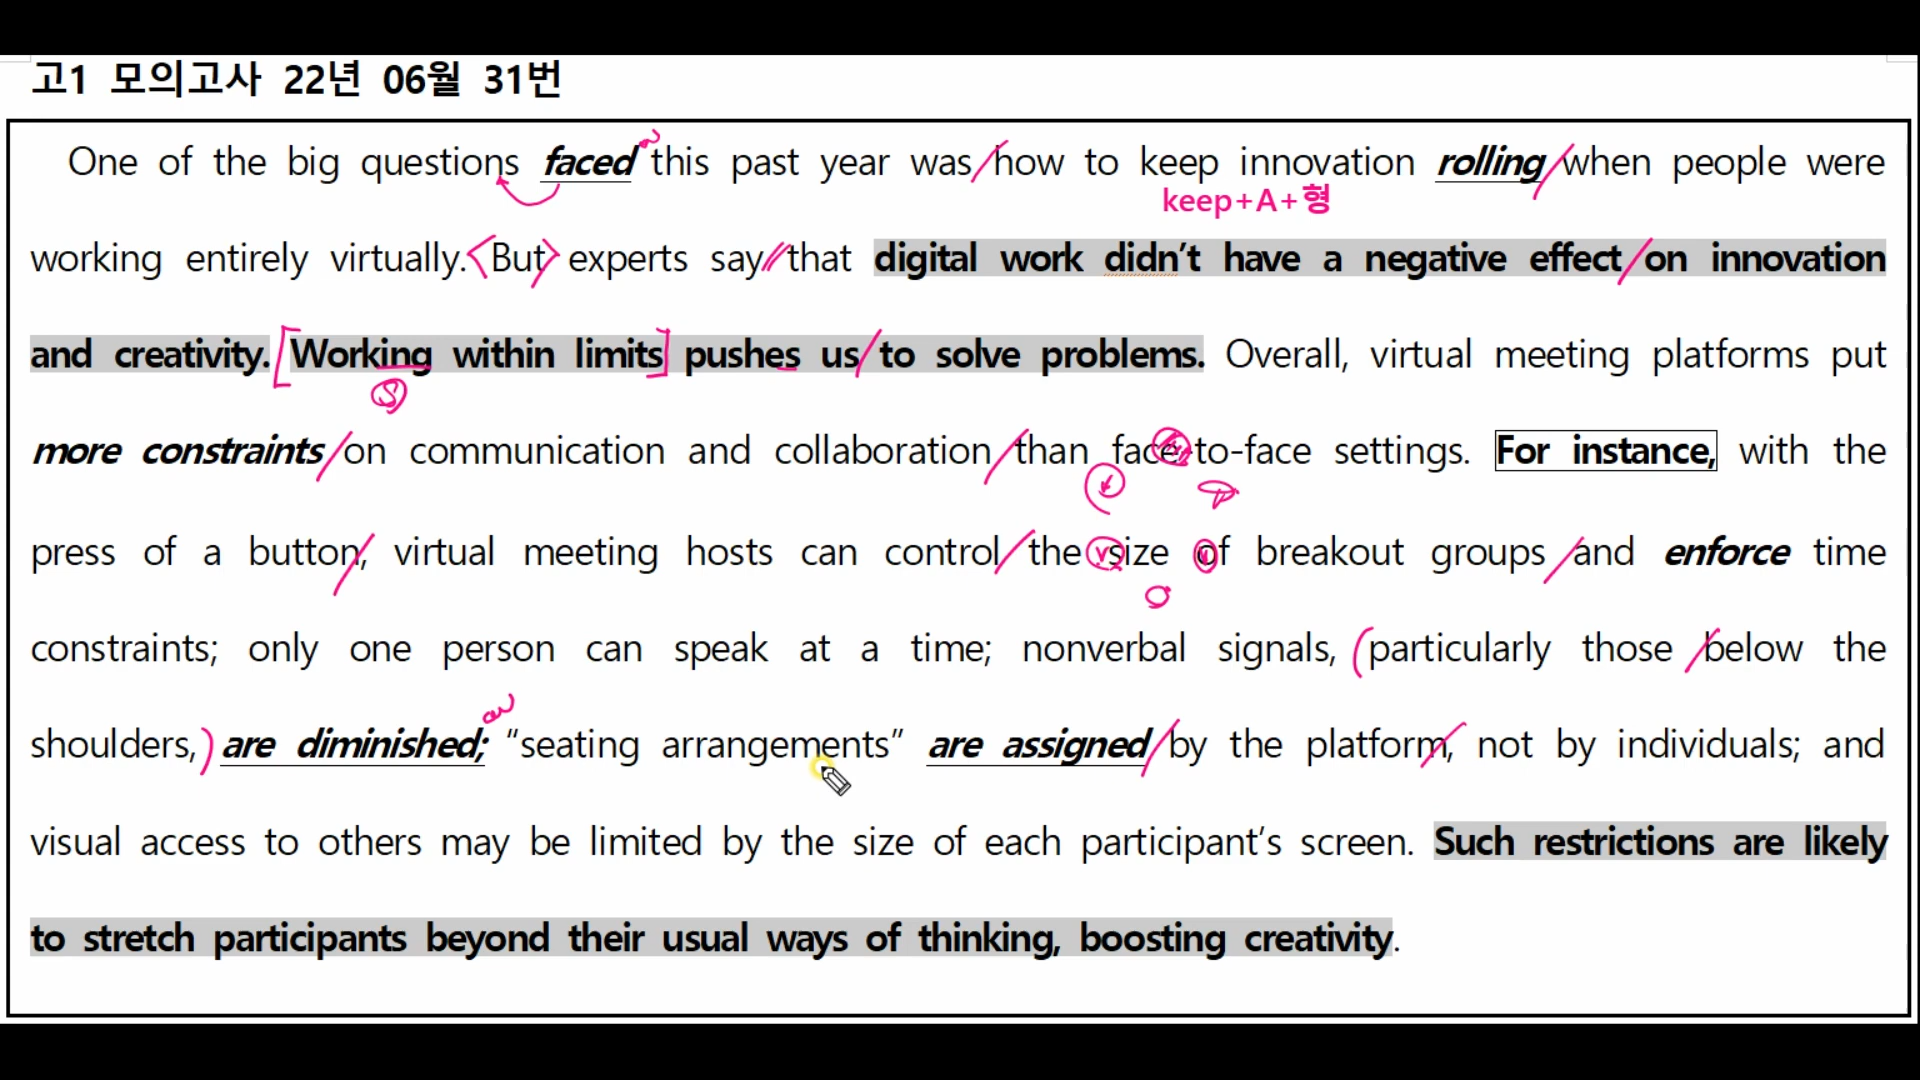 고1 모의고사 22년 06월 31번
One of the big questions faced this past year was how to keep innovation rolling when people were
keep+A+형
working entirely virtually. But experts say that digital work didn't have a negative effect on innovation
and creativity. Working within limits pushes us to solve problems. Overall, virtual meeting platforms put
S
more constraints on communication and collaboration than face-to-face settings. For instance, with the
press of a button, virtual meeting hosts can control the size of breakout groups and enforce time
constraints; only one person can speak at a time; nonverbal signals, particularly those below the
shoulders, are diminished; “seating arrangements” are assigned by the platform, not by individuals; and
visual access to others may be limited by the size of each participant's screen. Such restrictions are likely
to stretch participants beyond their usual ways of thinking, boosting creativity.